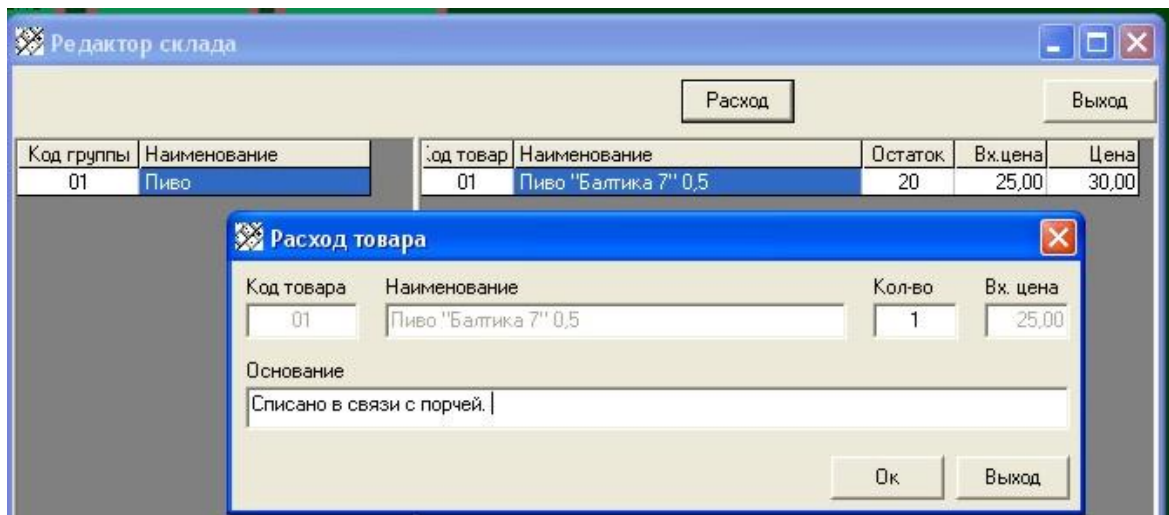 Редактор склада
Расход Выход
Код группы Наименование :од товар Наименование Остаток Вх.цена Цена
01 Пиво 01 Пиво "Балтика 7" 0,5 20 25,00 30,00
Расход товара
Код товара Наименование Кол-во Вх. цена
01 Пиво "Балтика 7" 0,5 1 25,00
Основание
Списано в связи с порчей.
Ок Выход